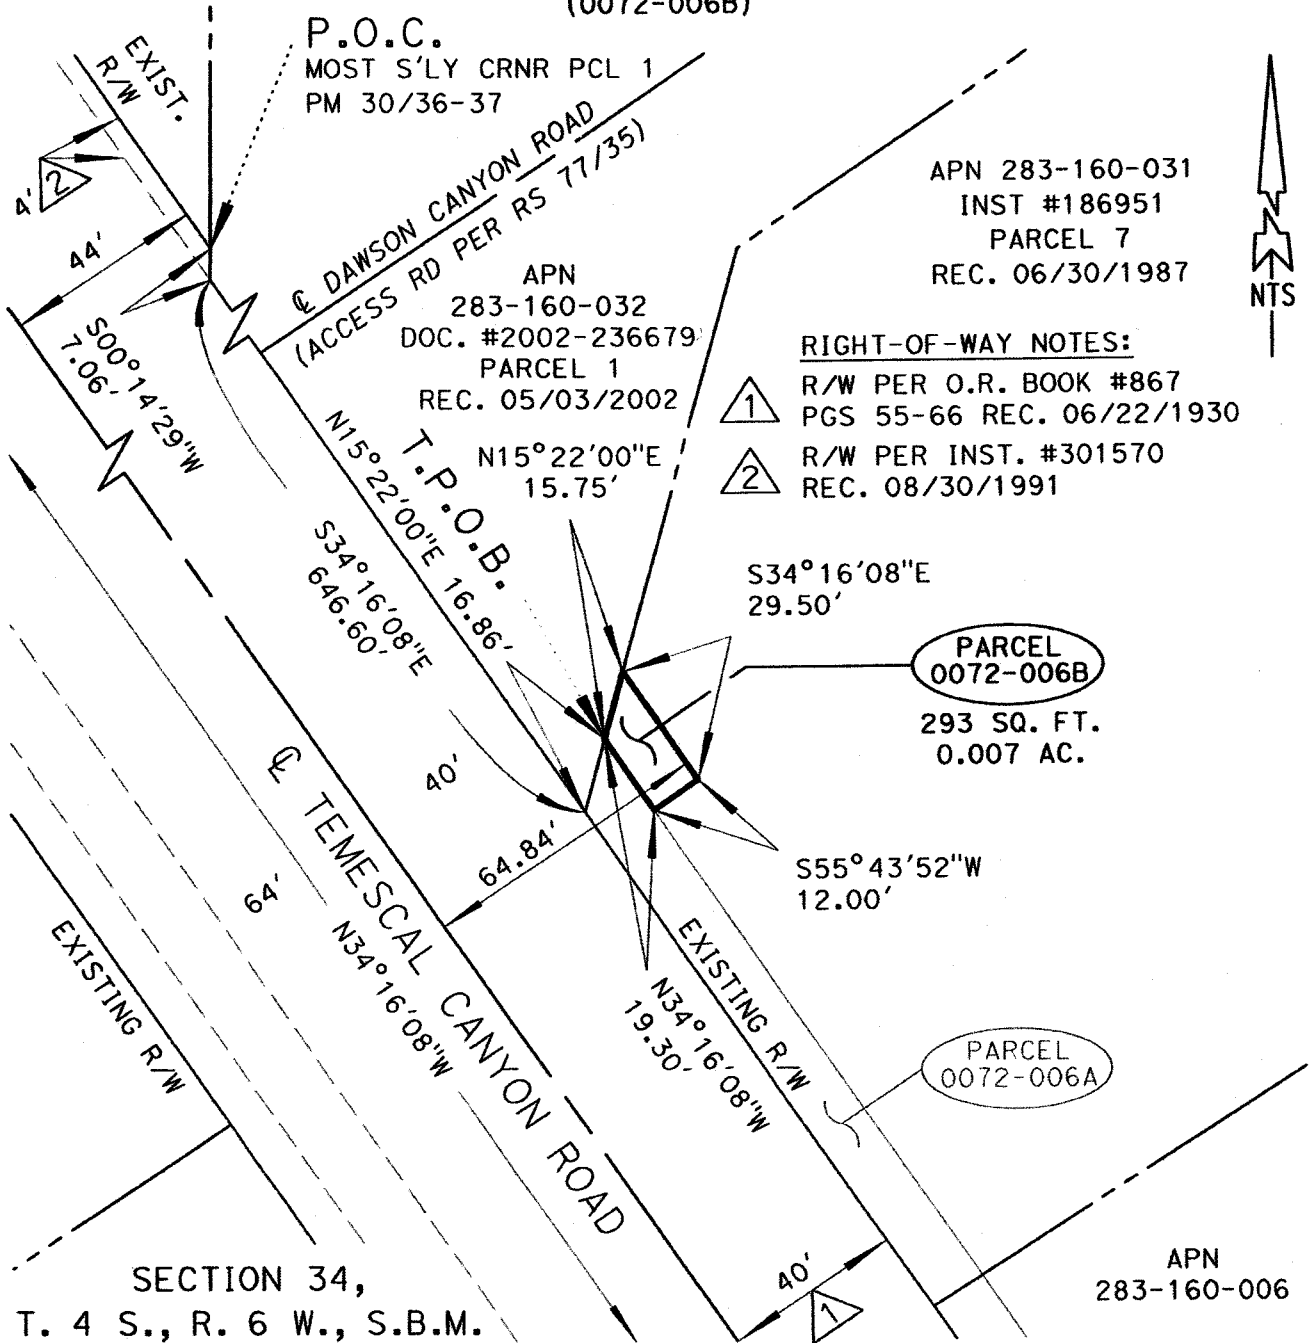 (0072-006B)
P.O.C.
MOST S'LY CRNR PCL 1
PM 30/36-37
EXIST.
R/W
4'
2
44'
S00°14'29"W
7.06'
℄ DAWSON CANYON ROAD
(ACCESS RD PER RS 77/35)
APN 283-160-031
INST #186951
PARCEL 7
REC. 06/30/1987
NTS
APN
283-160-032
DOC. #2002-236679
PARCEL 1
REC. 05/03/2002
RIGHT-OF-WAY NOTES:
1
R/W PER O.R. BOOK #867
PGS 55-66 REC. 06/22/1930
2
R/W PER INST. #301570
REC. 08/30/1991
N15°22'00"E
15.75'
T.P.O.B.
N15°22'00"E 16.86'
S34°16'08"E
646.60'
S34°16'08"E
29.50'
PARCEL
0072-006B
293 SQ. FT.
0.007 AC.
40'
64.84'
S55°43'52"W
12.00'
℄ TEMESCAL CANYON ROAD
64'
N34°16'08"W
EXISTING R/W
EXISTING R/W
N34°16'08"W
19.30'
PARCEL
0072-006A
40'
1
APN
283-160-006
SECTION 34,
T. 4 S., R. 6 W., S.B.M.